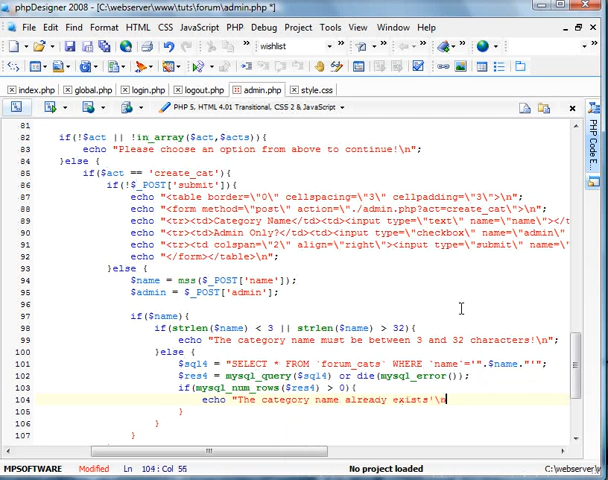 phpDesigner 2008 - [C:\webserver\www\tuts\forum\admin.php *]
File Edit Find Format HTML CSS JavaScript PHP Debug Project Tools View Window Help
wishlist
index.php global.php login.php logout.php admin.php style.css
PHP 5, HTML 4.01 Transitional, CSS 2 & JavaScript
81
82 if(!$act || !in_array($act,$acts)){
83 echo "Please choose an option from above to continue!\n";
84 }else {
85 if($act == 'create_cat'){
86 if(!$_POST['submit']){
87 echo "<table border=\"0\" cellspacing=\"3\" cellpadding=\"3\">\n";
88 echo "<form method=\"post\" action=\"./admin.php?act=create_cat\">\n";
89 echo "<tr><td>Category Name</td><td><input type=\"text\" name=\"name\"></t
90 echo "<tr><td>Admin Only?</td><td><input type=\"checkbox\" name=\"admin\"
91 echo "<tr><td colspan=\"2\" align=\"right\"><input type=\"submit\" name=\"
92 echo "</form></table>\n";
93 }else {
94 $name = mss($_POST['name']);
95 $admin = $_POST['admin'];
96
97 if($name){
98 if(strlen($name) < 3 || strlen($name) > 32){
99 echo "The category name must be between 3 and 32 characters!\n";
100 }else {
101 $sql4 = "SELECT * FROM `forum_cats` WHERE `name`='".$name."'";
102 $res4 = mysql_query($sql4) or die(mysql_error());
103 if(mysql_num_rows($res4) > 0){
104 echo "The category name already exists!\n
105 }
106 }
107 }
MPSOFTWARE Modified Ln 104 : Col 55 No project loaded C:\webserver\w
PHP Code E